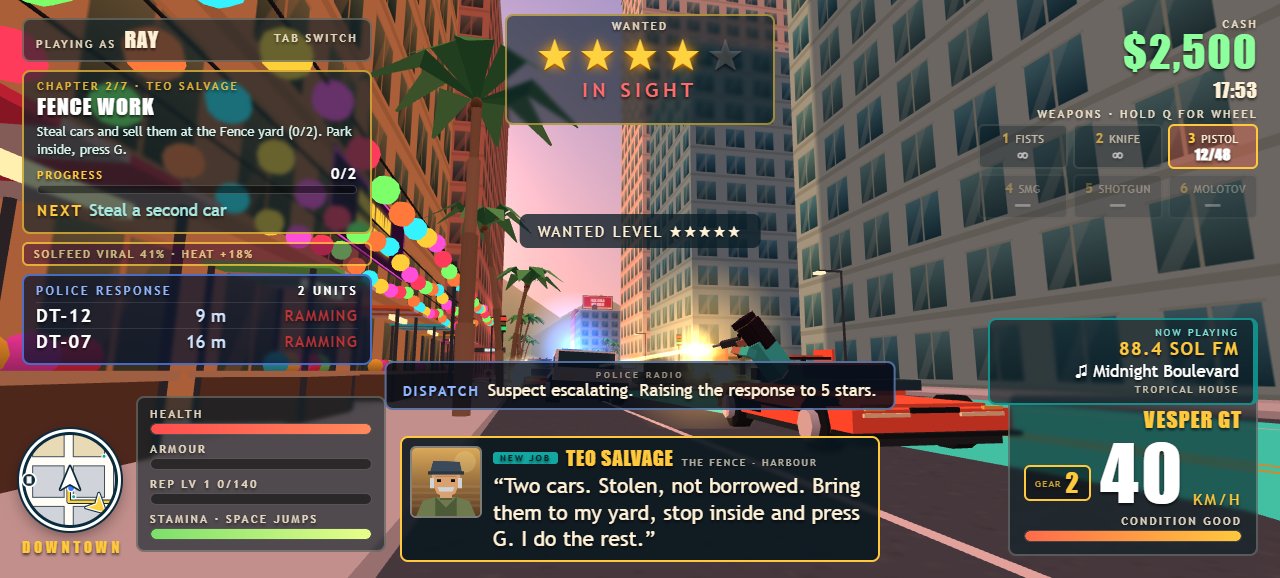 PLAYING AS RAY TAB SWITCH
CHAPTER 2/7 · TEO SALVAGE
FENCE WORK
Steal cars and sell them at the Fence yard (0/2). Park
inside, press G.
PROGRESS 0/2
NEXT Steal a second car
SOLFEED VIRAL 41% · HEAT +18%
POLICE RESPONSE 2 UNITS
DT-12 9 m RAMMING
DT-07 16 m RAMMING
WANTED
IN SIGHT
WANTED LEVEL ★★★★★
CASH
$2,500
17:53
WEAPONS · HOLD Q FOR WHEEL
1 FISTS ∞
2 KNIFE ∞
3 PISTOL 12/48
4 SMG —
5 SHOTGUN —
6 MOLOTOV —
POLICE RADIO
DISPATCH Suspect escalating. Raising the response to 5 stars.
NOW PLAYING
88.4 SOL FM
♫ Midnight Boulevard
TROPICAL HOUSE
HEALTH
ARMOUR
REP LV 1 0/140
STAMINA · SPACE JUMPS
DOWNTOWN
NEW JOB TEO SALVAGE THE FENCE · HARBOUR
“Two cars. Stolen, not borrowed. Bring
them to my yard, stop inside and press
G. I do the rest.”
VESPER GT
GEAR 2 40 KM/H
CONDITION GOOD